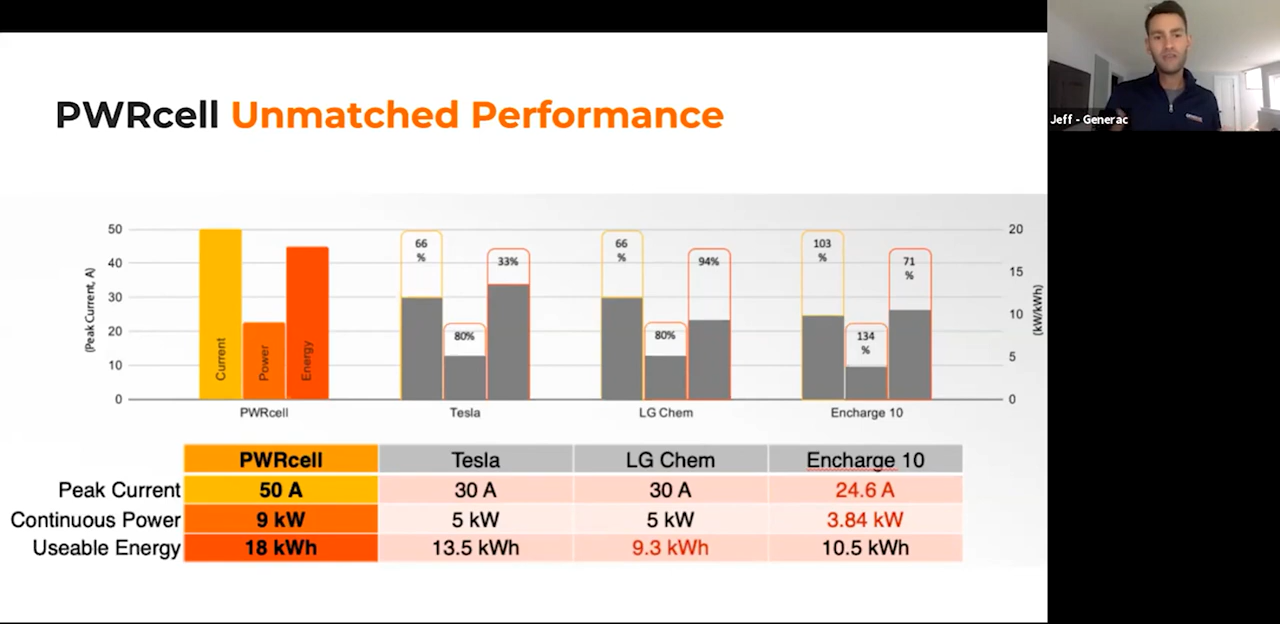 PWRcell Unmatched Performance
Jeff - Generac
(Peak Current, A)
50
40
30
20
10
0
20
15
10
5
0
(kW/kWh)
Current
Power
Energy
66
%
80%
33%
66
%
80%
94%
103
%
134
%
71
%
PWRcell
Tesla
LG Chem
Encharge 10
PWRcell Tesla LG Chem Encharge 10
Peak Current 50 A 30 A 30 A 24.6 A
Continuous Power 9 kW 5 kW 5 kW 3.84 kW
Useable Energy 18 kWh 13.5 kWh 9.3 kWh 10.5 kWh